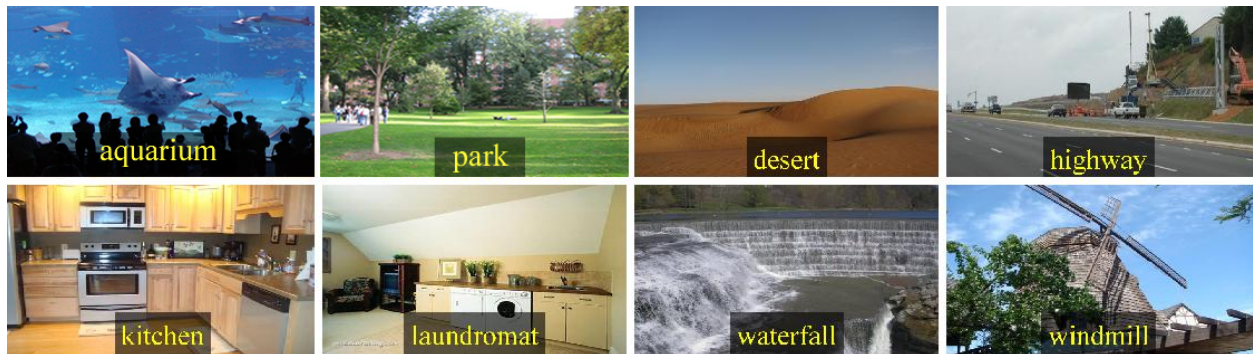 aquarium
park
desert
highway
kitchen
laundromat
waterfall
windmill